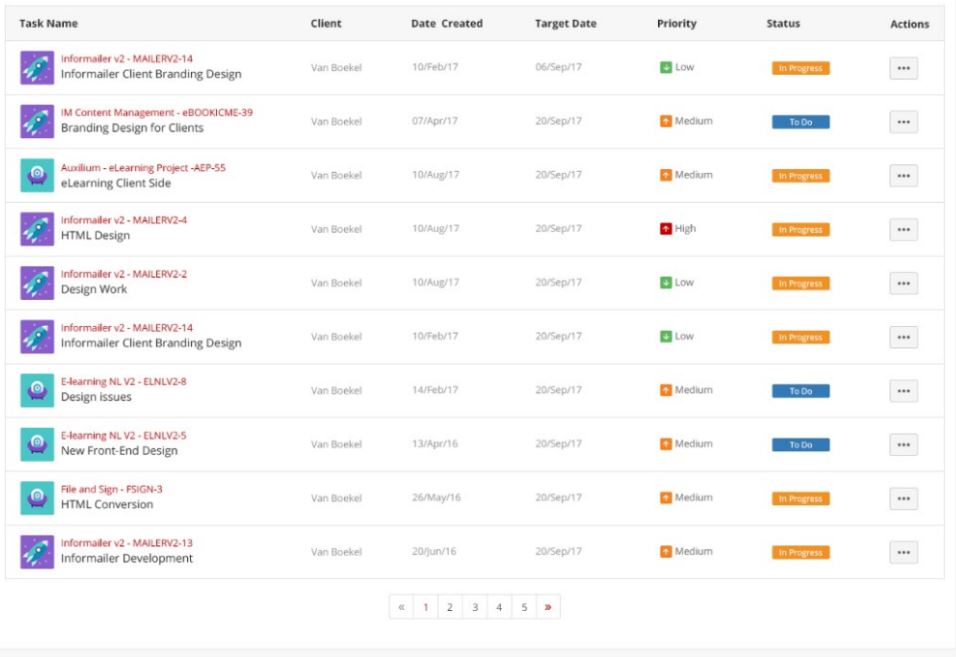 Task Name Client Date Created Target Date Priority Status Actions
Informailer v2 - MAILERV2-14
Informailer Client Branding Design Van Boekel 10/Feb/17 06/Sep/17 Low In Progress
IM Content Management - eBOOKICME-39
Branding Design for Clients Van Boekel 07/Apr/17 20/Sep/17 Medium To Do
Auxilium - eLearning Project -AEP-55
eLearning Client Side Van Boekel 10/Aug/17 20/Sep/17 Medium In Progress
Informailer v2 - MAILERV2-4
HTML Design Van Boekel 10/Aug/17 20/Sep/17 High In Progress
Informailer v2 - MAILERV2-2
Design Work Van Boekel 10/Aug/17 20/Sep/17 Low In Progress
Informailer v2 - MAILERV2-14
Informailer Client Branding Design Van Boekel 10/Feb/17 20/Sep/17 Low In Progress
E-learning NL V2 - ELNLV2-8
Design issues Van Boekel 14/Feb/17 20/Sep/17 Medium To Do
E-learning NL V2 - ELNLV2-5
New Front-End Design Van Boekel 13/Apr/16 20/Sep/17 Medium To Do
File and Sign - FSIGN-3
HTML Conversion Van Boekel 26/May/16 20/Sep/17 Medium In Progress
Informailer v2 - MAILERV2-13
Informailer Development Van Boekel 20/Jun/16 20/Sep/17 Medium In Progress
« 1 2 3 4 5 »